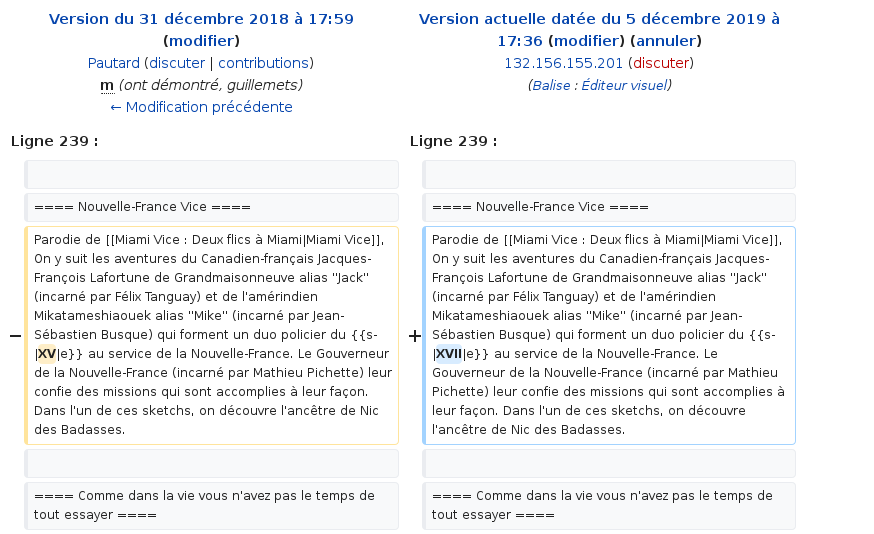 Version du 31 décembre 2018 à 17:59
(modifier)
Pautard (discuter | contributions)
m (ont démontré, guillemets)
← Modification précédente
Version actuelle datée du 5 décembre 2019 à
17:36 (modifier) (annuler)
132.156.155.201 (discuter)
(Balise : Éditeur visuel)
Ligne 239 :
Ligne 239 :
==== Nouvelle-France Vice ====
==== Nouvelle-France Vice ====
−
Parodie de [[Miami Vice : Deux flics à Miami|Miami Vice]],
On y suit les aventures du Canadien-français Jacques-
François Lafortune de Grandmaisonneuve alias "Jack"
(incarné par Félix Tanguay) et de l'amérindien
Mikatameshiaouek alias "Mike" (incarné par Jean-
Sébastien Busque) qui forment un duo policier du {{s-
|XV|e}} au service de la Nouvelle-France. Le Gouverneur
de la Nouvelle-France (incarné par Mathieu Pichette) leur
confie des missions qui sont accomplies à leur façon.
Dans l'un de ces sketchs, on découvre l'ancêtre de Nic
des Badasses.
+
Parodie de [[Miami Vice : Deux flics à Miami|Miami Vice]],
On y suit les aventures du Canadien-français Jacques-
François Lafortune de Grandmaisonneuve alias "Jack"
(incarné par Félix Tanguay) et de l'amérindien
Mikatameshiaouek alias "Mike" (incarné par Jean-
Sébastien Busque) qui forment un duo policier du {{s-
|XVII|e}} au service de la Nouvelle-France. Le
Gouverneur de la Nouvelle-France (incarné par Mathieu
Pichette) leur confie des missions qui sont accomplies à
leur façon. Dans l'un de ces sketchs, on découvre
l'ancêtre de Nic des Badasses.
==== Comme dans la vie vous n'avez pas le temps de
tout essayer ====
==== Comme dans la vie vous n'avez pas le temps de
tout essayer ====